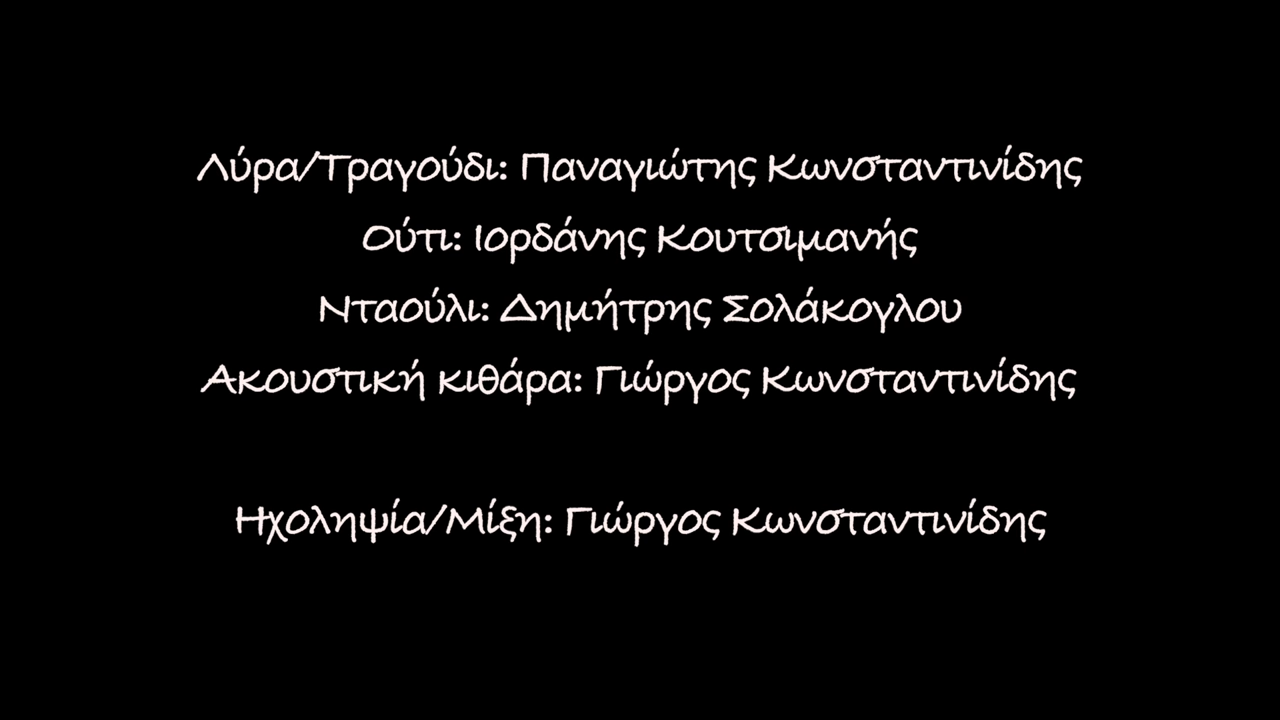 Λύρα/Τραγούδι: Παναγιώτης Κωνσταντινίδης
Ούτι: Ιορδάνης Κουτσιμανής
Νταούλι: Δημήτρης Σολάκογλου
Ακουστική κιθάρα: Γιώργος Κωνσταντινίδης
Ηχοληψία/Μίξη: Γιώργος Κωνσταντινίδης